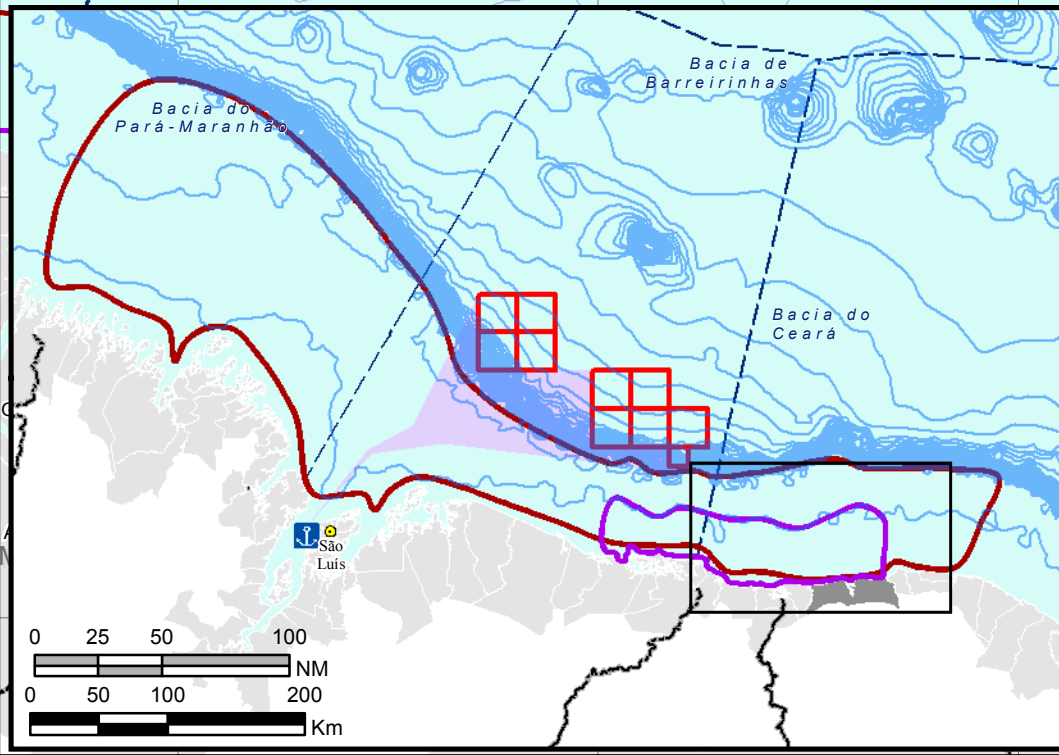 Bacia de
Barreirinhas
Bacia do
Pará-Maranhão
Bacia do
Ceará
São
Luís
0 25 50 100
NM
0 50 100 200
Km